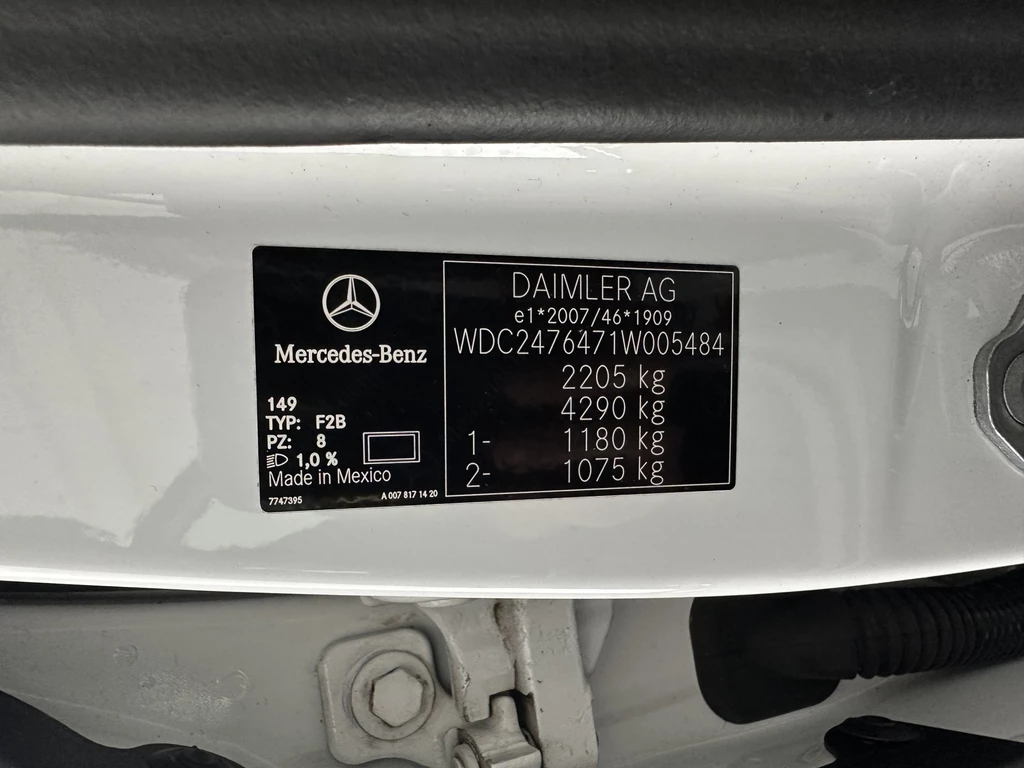 Mercedes-Benz
149
TYP: F2B
PZ: 8
1,0 %
Made in Mexico
7747395
A 007 817 14 20
DAIMLER AG
e1*2007/46*1909
WDC2476471W005484
2205 kg
4290 kg
1- 1180 kg
2- 1075 kg